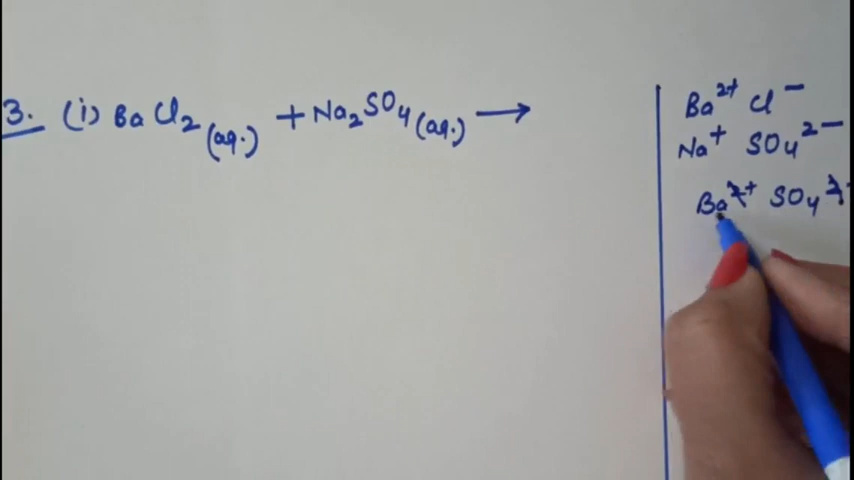 3. (i) BaCl₂ (aq.) + Na₂SO₄ (aq.) ⟶
Ba²⁺ Cl⁻
Na⁺ SO₄²⁻
Ba²⁺ SO₄²⁻